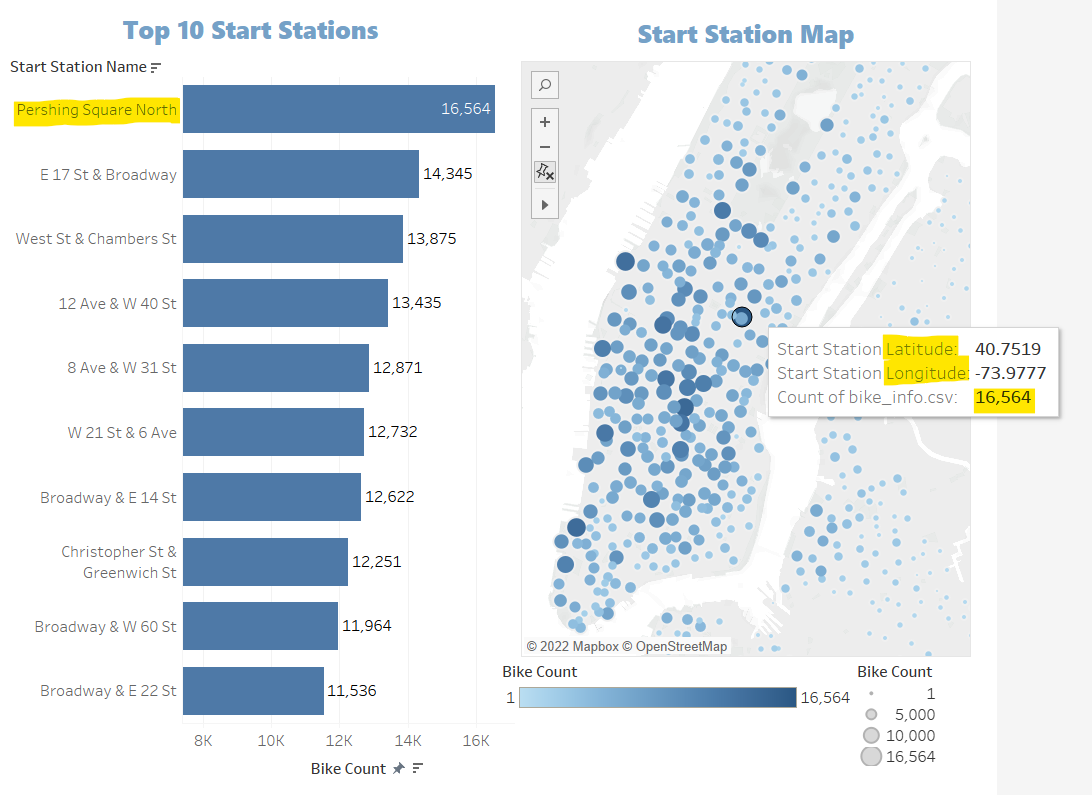 Top 10 Start Stations
Start Station Name
Pershing Square North
16,564
E 17 St & Broadway
14,345
West St & Chambers St
13,875
12 Ave & W 40 St
13,435
8 Ave & W 31 St
12,871
W 21 St & 6 Ave
12,732
Broadway & E 14 St
12,622
Christopher St &
Greenwich St
12,251
Broadway & W 60 St
11,964
Broadway & E 22 St
11,536
8K 10K 12K 14K 16K
Bike Count
Start Station Map
Start Station Latitude: 40.7519
Start Station Longitude: -73.9777
Count of bike_info.csv: 16,564
© 2022 Mapbox © OpenStreetMap
Bike Count
1 16,564
Bike Count
1
5,000
10,000
16,564